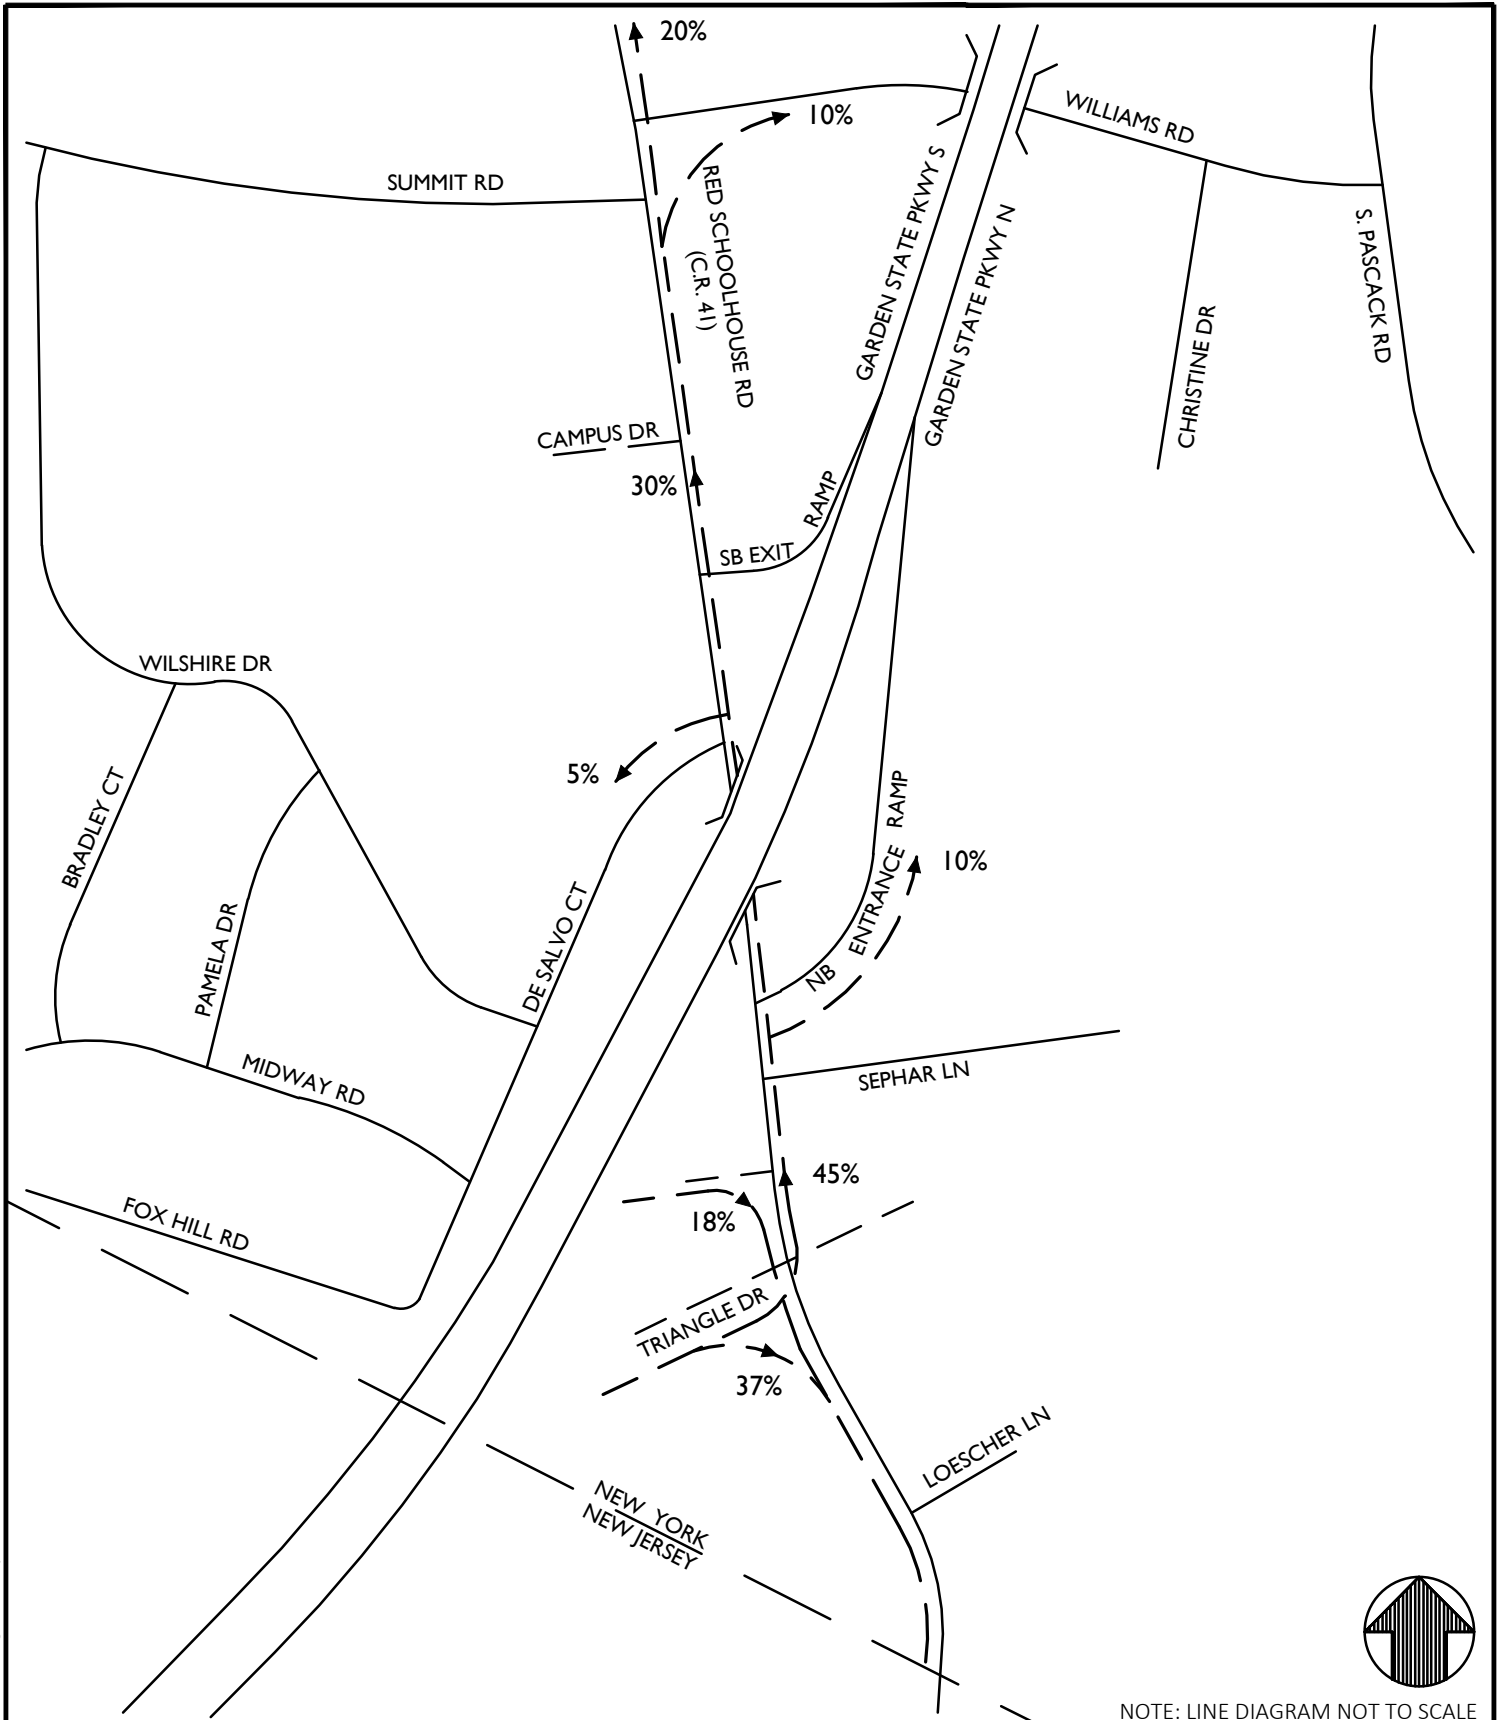 20%
10%
WILLIAMS RD
SUMMIT RD
RED SCHOOLHOUSE RD
(C.R. 41)
GARDEN STATE PKWY S
GARDEN STATE PKWY N
S. PASCACK RD
CHRISTINE DR
CAMPUS DR
30%
RAMP
SB EXIT
WILSHIRE DR
5%
BRADLEY CT
RAMP
10%
NB ENTRANCE
PAMELA DR
DE SALVO CT
MIDWAY RD
SEPHAR LN
45%
18%
FOX HILL RD
TRIANGLE DR
37%
LOESCHER LN
NEW YORK
NEW JERSEY
NOTE: LINE DIAGRAM NOT TO SCALE